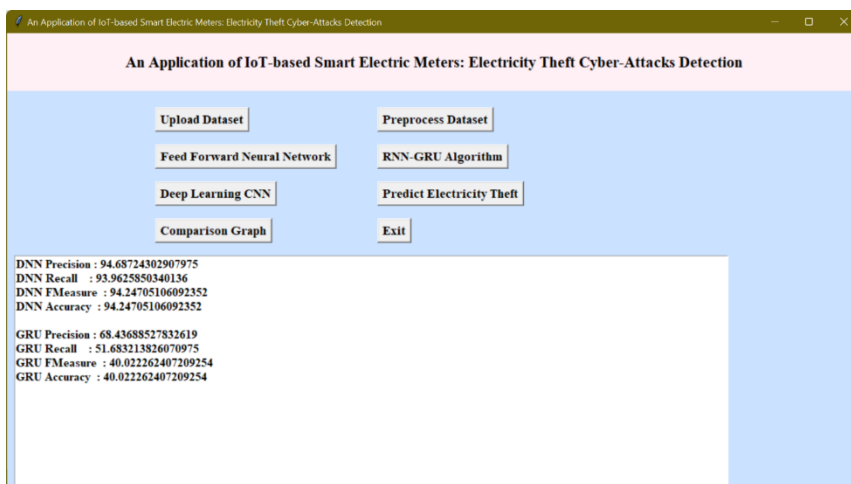 An Application of IoT-based Smart Electric Meters: Electricity Theft Cyber-Attacks Detection
An Application of IoT-based Smart Electric Meters: Electricity Theft Cyber-Attacks Detection
Upload Dataset
Preprocess Dataset
Feed Forward Neural Network
RNN-GRU Algorithm
Deep Learning CNN
Predict Electricity Theft
Comparison Graph
Exit
DNN Precision : 94.68724302907975
DNN Recall : 93.9625850340136
DNN FMeasure : 94.24705106092352
DNN Accuracy : 94.24705106092352
GRU Precision : 68.43688527832619
GRU Recall : 51.683213826070975
GRU FMeasure : 40.022262407209254
GRU Accuracy : 40.022262407209254